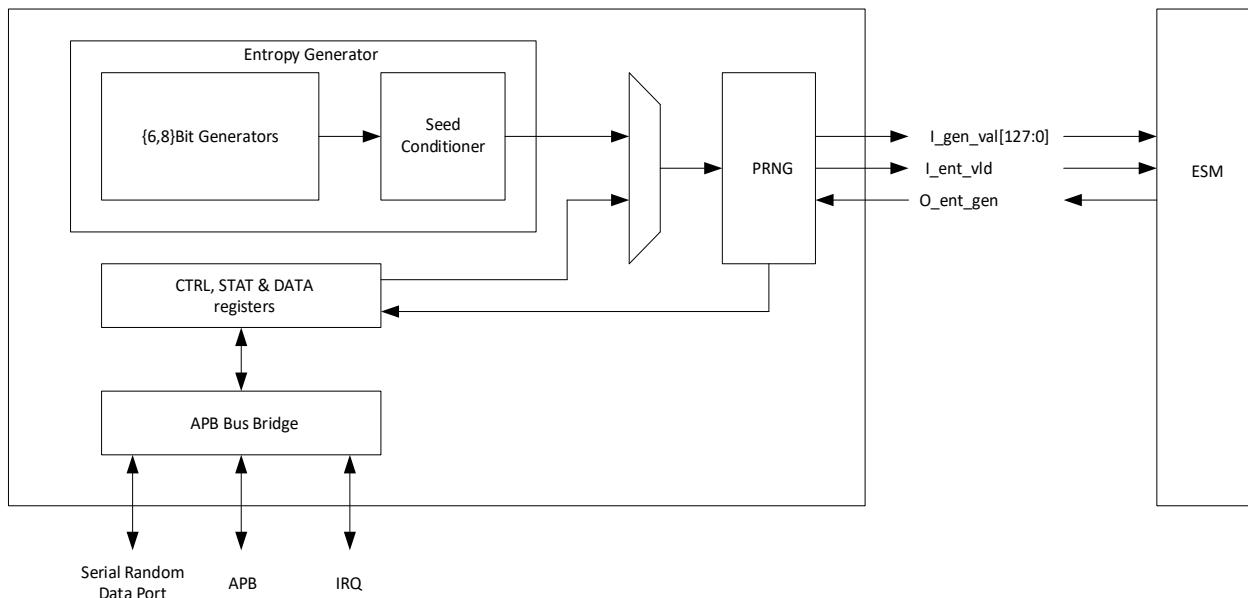 Entropy Generator
{6,8}Bit Generators
Seed
Conditioner
PRNG
I_gen_val[127:0]
I_ent_vld
O_ent_gen
ESM
CTRL, STAT & DATA
registers
APB Bus Bridge
Serial Random
Data Port
APB
IRQ